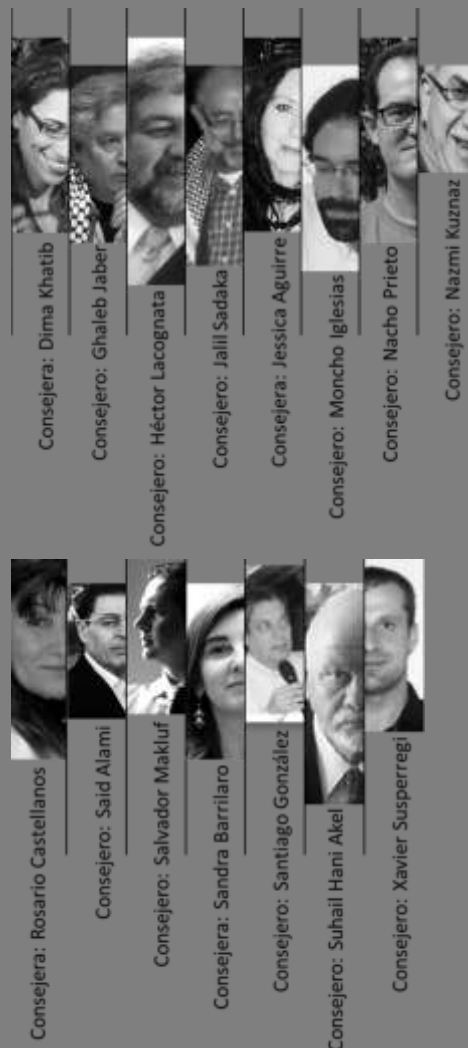 Consejera: Dima Khatib
Consejero: Ghaleb Jaber
Consejero: Héctor Lacognata
Consejero: Jalil Sadaka
Consejera: Jessica Aguirre
Consejero: Moncho Iglesias
Consejero: Nacho Prieto
Consejero: Nazmi Kuznaz
Consejera: Rosario Castellanos
Consejero: Said Alami
Consejero: Salvador Makluf
Consejera: Sandra Barrilaro
Consejero: Santiago González
Consejero: Suhail Hani Akel
Consejero: Xavier Susperregi